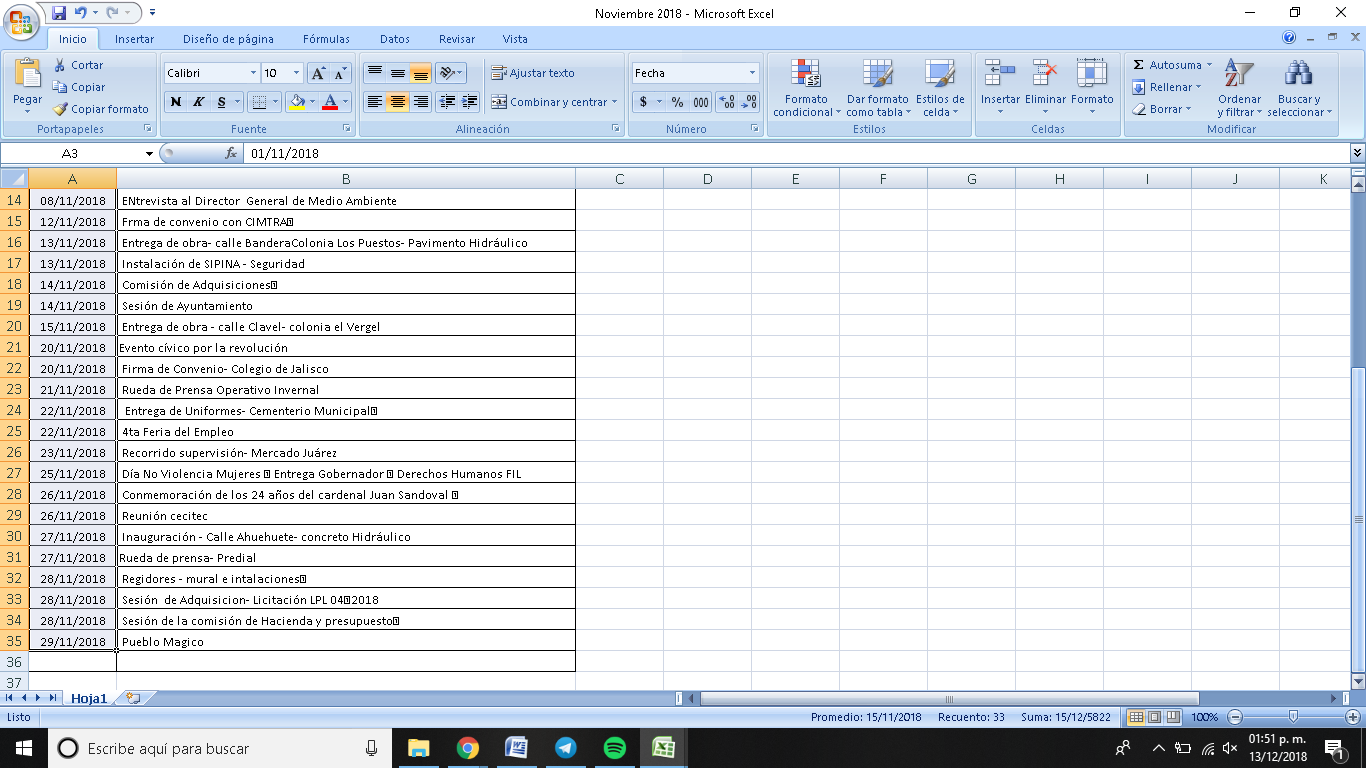 Noviembre 2018 - Microsoft Excel
Inicio Insertar Diseño de página Fórmulas Datos Revisar Vista
Pegar
Cortar
Copiar
Copiar formato
Portapapeles
Calibri 10
N K S
Fuente
Ajustar texto
Combinar y centrar
Alineación
Fecha
$ % 000
Número
Formato condicional
Dar formato como tabla
Estilos de celda
Estilos
Insertar Eliminar Formato
Celdas
Σ Autosuma
Rellenar
Borrar
Ordenar y filtrar
Buscar y seleccionar
Modificar
A3 fx 01/11/2018
A B C D E F G H I J K
14 08/11/2018 ENtrevista al Director General de Medio Ambiente
15 12/11/2018 Frma de convenio con CIMTRA
16 13/11/2018 Entrega de obra- calle BanderaColonia Los Puestos- Pavimento Hidráulico
17 13/11/2018 Instalación de SIPINA - Seguridad
18 14/11/2018 Comisión de Adquisiciones
19 14/11/2018 Sesión de Ayuntamiento
20 15/11/2018 Entrega de obra - calle Clavel- colonia el Vergel
21 20/11/2018 Evento cívico por la revolución
22 20/11/2018 Firma de Convenio- Colegio de Jalisco
23 21/11/2018 Rueda de Prensa Operativo Invernal
24 22/11/2018 Entrega de Uniformes- Cementerio Municipal
25 22/11/2018 4ta Feria del Empleo
26 23/11/2018 Recorrido supervisión- Mercado Juárez
27 25/11/2018 Día No Violencia Mujeres Entrega Gobernador Derechos Humanos FIL
28 26/11/2018 Conmemoración de los 24 años del cardenal Juan Sandoval
29 26/11/2018 Reunión cecitec
30 27/11/2018 Inauguración - Calle Ahuehuete- concreto Hidráulico
31 27/11/2018 Rueda de prensa- Predial
32 28/11/2018 Regidores - mural e intalaciones
33 28/11/2018 Sesión de Adquisicion- Licitación LPL 04 2018
34 28/11/2018 Sesión de la comisión de Hacienda y presupuesto
35 29/11/2018 Pueblo Magico
36
37
Hoja1
Listo Promedio: 15/11/2018 Recuento: 33 Suma: 15/12/5822 100%
Escribe aquí para buscar
01:51 p. m.
13/12/2018
1